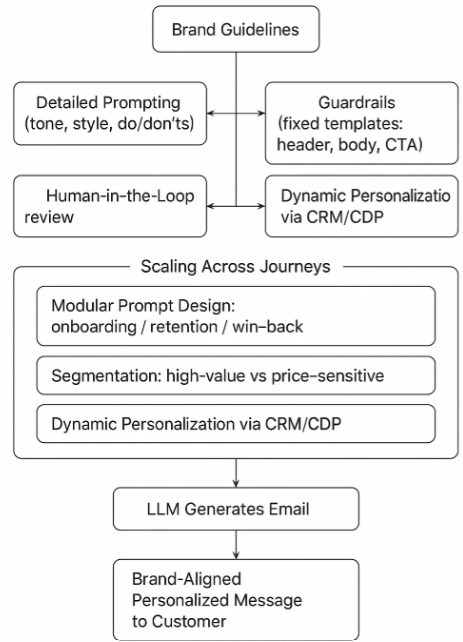 Brand Guidelines
Detailed Prompting
(tone, style, do/don'ts)
Guardrails
(fixed templates:
header, body, CTA)
Human-in-the-Loop
review
Dynamic Personalizatio
via CRM/CDP
Scaling Across Journeys
Modular Prompt Design:
onboarding / retention / win-back
Segmentation: high-value vs price-sensitive
Dynamic Personalization via CRM/CDP
LLM Generates Email
Brand-Aligned
Personalized Message
to Customer